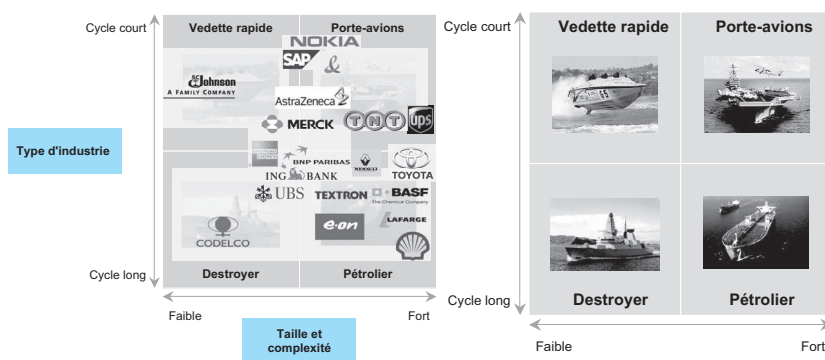 Cycle court
Vedette rapide
Porte-avions
NOKIA
SAP
&
SC Johnson
A FAMILY COMPANY
AstraZeneca
MERCK
TNT
ups
Type d'industrie
BNP PARIBAS
RENAULT
TOYOTA
ING BANK
UBS
TEXTRON
BASF
The Chemical Company
e·on
LAFARGE
CODELCO
Cycle long
Destroyer
Pétrolier
Faible
Fort
Taille et
complexité
Cycle court
Vedette rapide
Porte-avions
65
Cycle long
Destroyer
Pétrolier
Faible
Fort